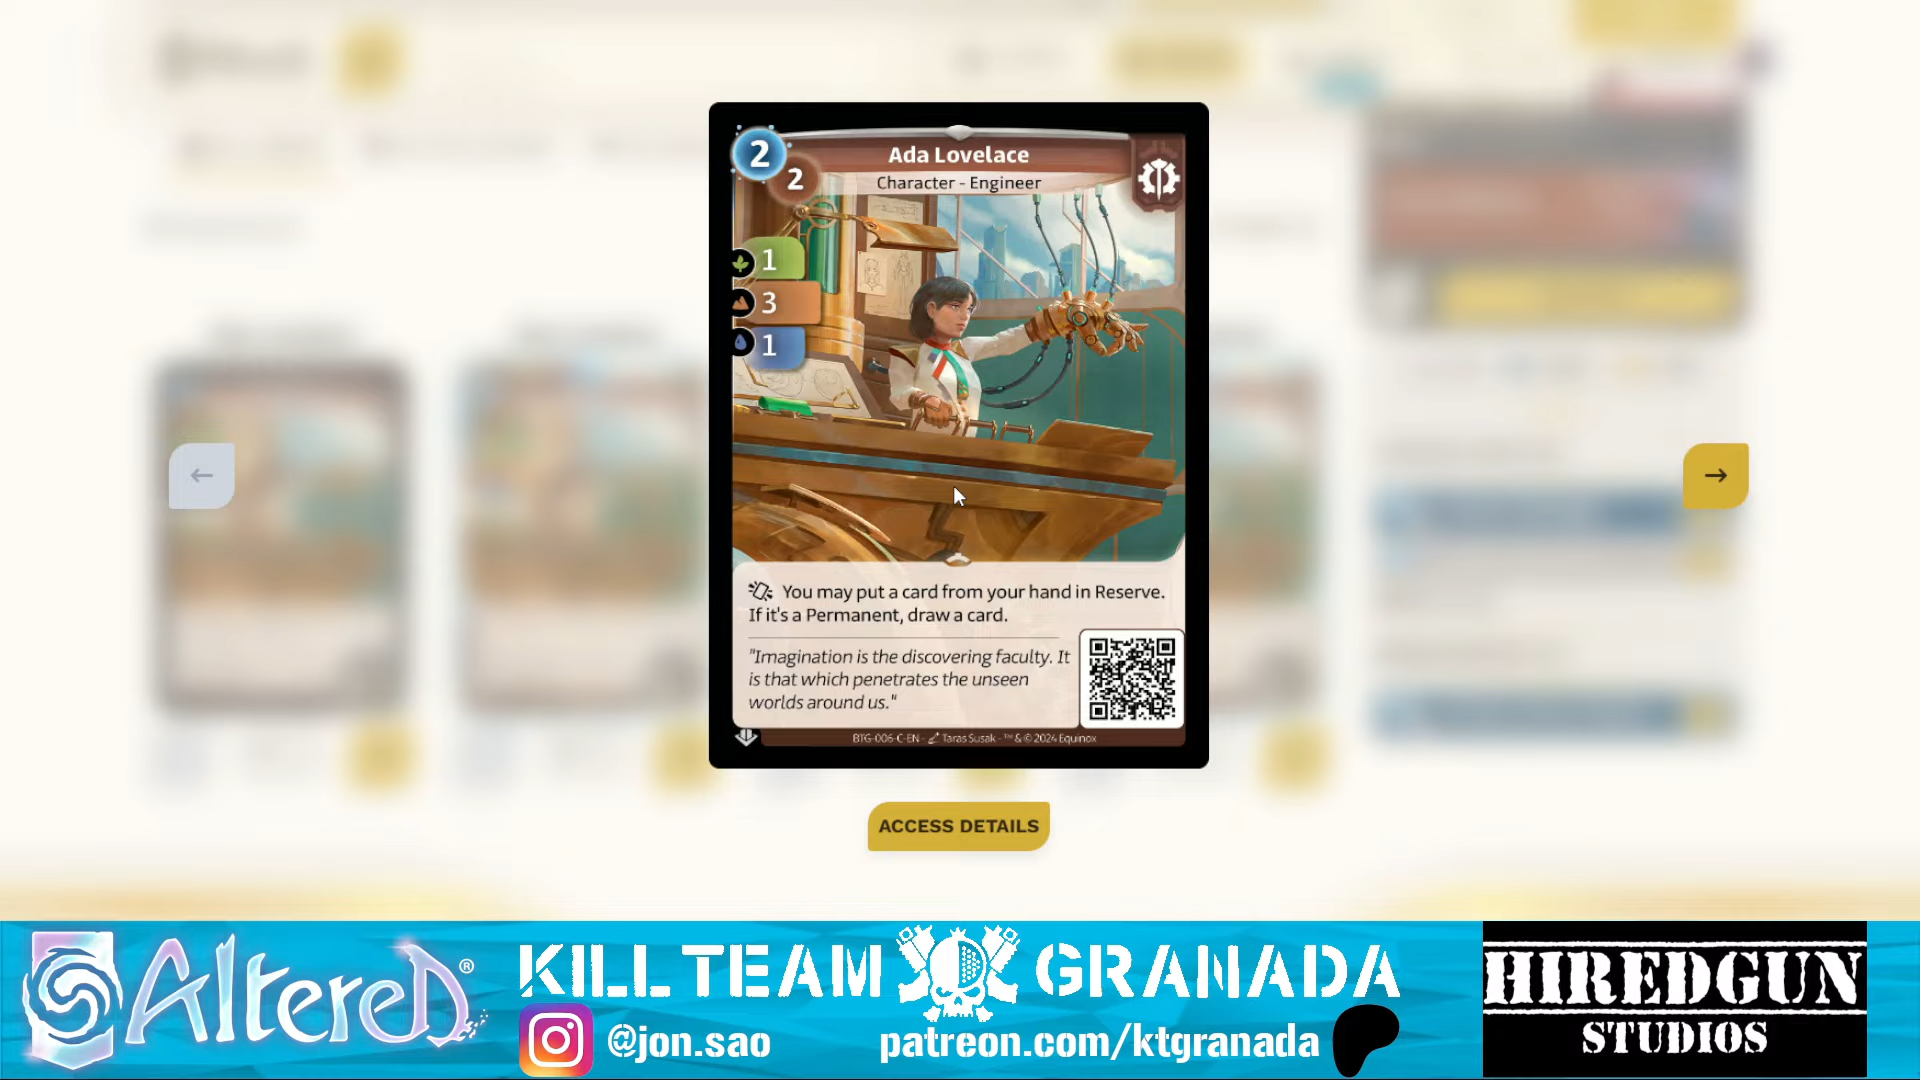 2
2
Ada Lovelace
Character - Engineer
1
3
1
You may put a card from your hand in Reserve.
If it's a Permanent, draw a card.
"Imagination is the discovering faculty. It
is that which penetrates the unseen
worlds around us."
BTG-006-C-EN - Taras Susak - ™ & © 2024 Equinox
ACCESS DETAILS
Altered®
KILL TEAM GRANADA
@jon.sao
patreon.com/ktgranada
HIREDGUN
STUDIOS